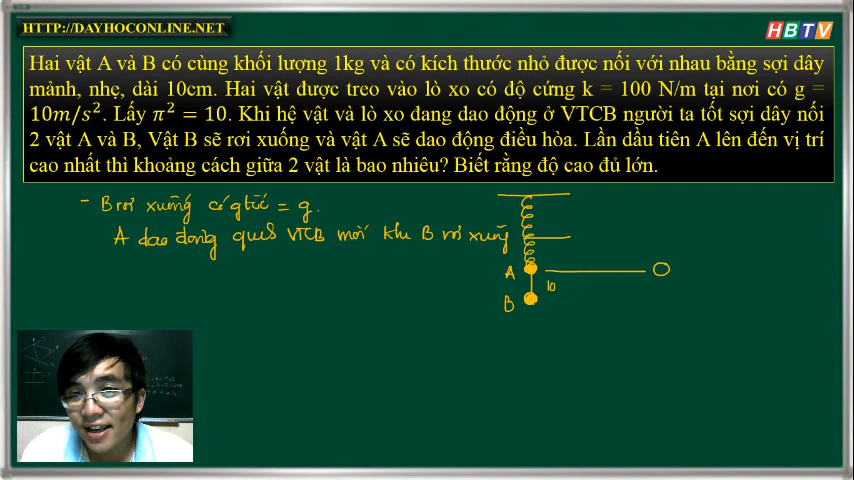 HTTP://DAYHOCONLINE.NET
HBTV
Hai vật A và B có cùng khối lượng 1kg và có kích thước nhỏ được nối với nhau bằng sợi dây
mảnh, nhẹ, dài 10cm. Hai vật được treo vào lò xo có độ cứng k = 100 N/m tại nơi có g =
10m/s². Lấy π² = 10. Khi hệ vật và lò xo đang dao động ở VTCB người ta tốt sợi dây nối
2 vật A và B, Vật B sẽ rơi xuống và vật A sẽ dao động điều hòa. Lần đầu tiên A lên đến vị trí
cao nhất thì khoảng cách giữa 2 vật là bao nhiêu? Biết rằng độ cao đủ lớn.
- B rơi xuống có gtốc = g.
A dao động quanh VTCB mới khi B rơi xuống
A
O
10
B